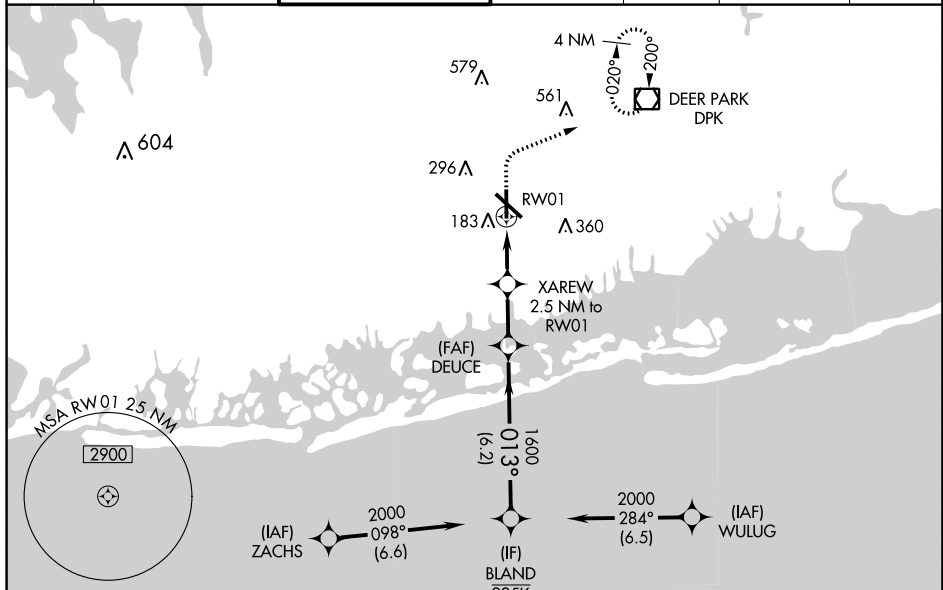 4 NM
020°
200°
579
561
DEER PARK
DPK
604
296
RW01
183
360
XAREW
2.5 NM to
RW01
(FAF)
DEUCE
MSA RW01 25 NM
2900
1600
013°
(6.2)
(IAF)
ZACHS
2000
098°
(6.6)
(IF)
BLAND
2000
284°
(6.5)
(IAF)
WULUG